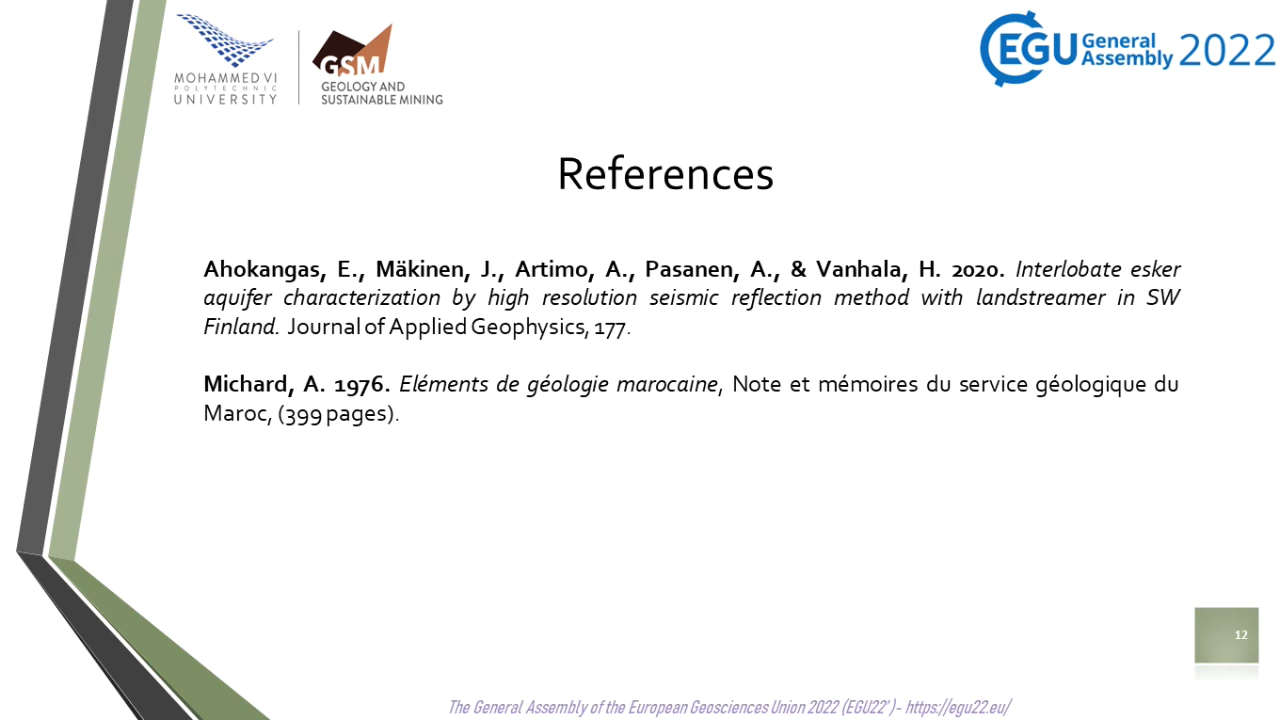 MOHAMMED VI
POLYTECHNIC
UNIVERSITY
GSM
GEOLOGY AND
SUSTAINABLE MINING
EGU General
Assembly 2022
References
Ahokangas, E., Mäkinen, J., Artimo, A., Pasanen, A., & Vanhala, H. 2020. Interlobate esker
aquifer characterization by high resolution seismic reflection method with landstreamer in SW
Finland. Journal of Applied Geophysics, 177.
Michard, A. 1976. Eléments de géologie marocaine, Note et mémoires du service géologique du
Maroc, (399 pages).
12
The General Assembly of the European Geosciences Union 2022 (EGU22’)- https://egu22.eu/